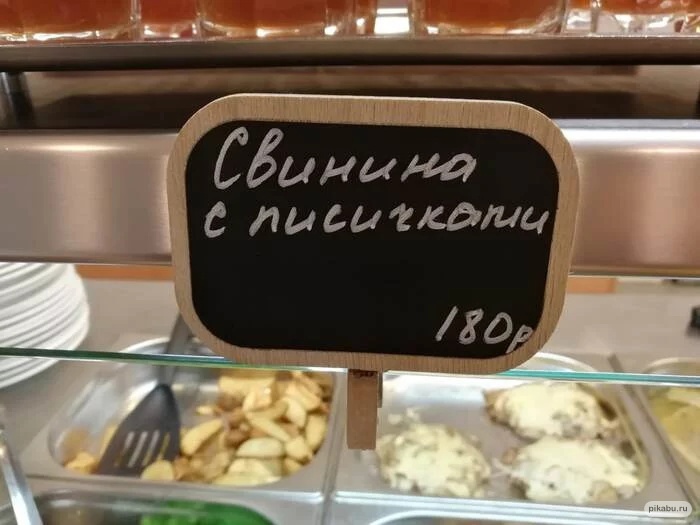 Свинина
с писичками
180р
pikabu.ru